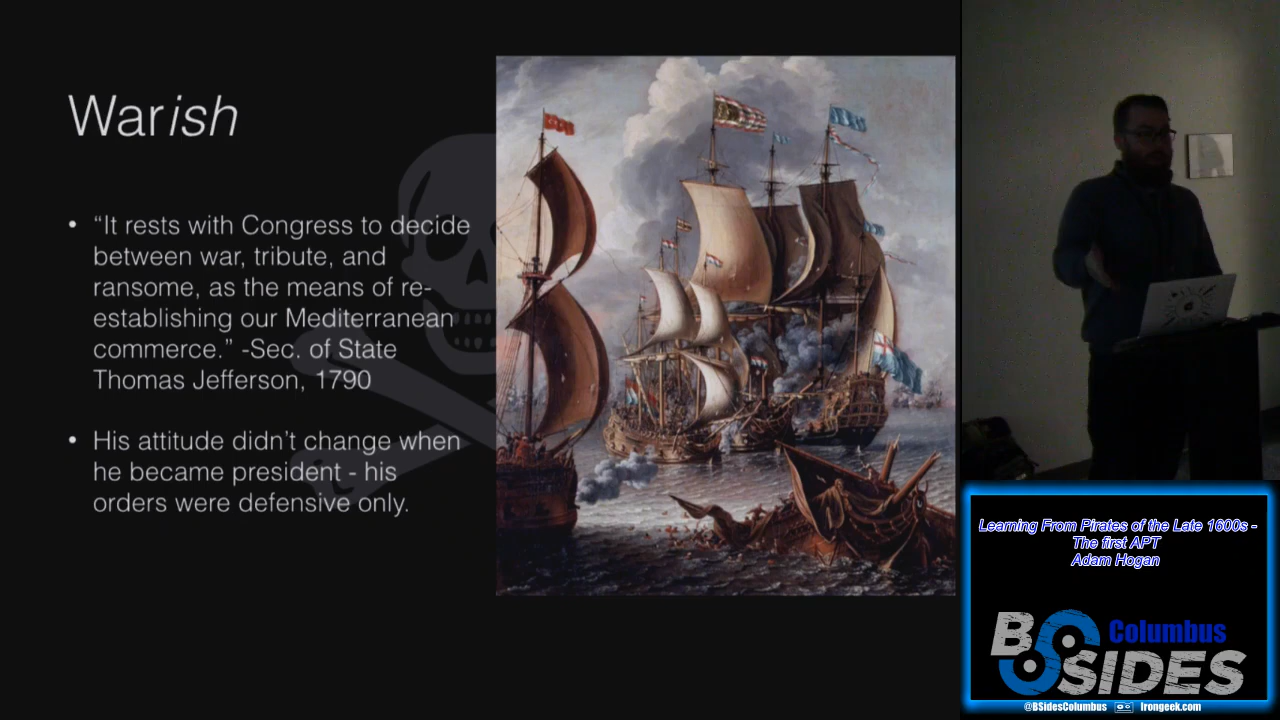 Warish
• “It rests with Congress to decide
between war, tribute, and
ransome, as the means of re-
establishing our Mediterranean
commerce.” -Sec. of State
Thomas Jefferson, 1790
• His attitude didn’t change when
he became president - his
orders were defensive only.
Learning From Pirates of the Late 1600s -
The first APT
Adam Hogan
BSIDES
Columbus
@BSidesColumbus
Irongeek.com